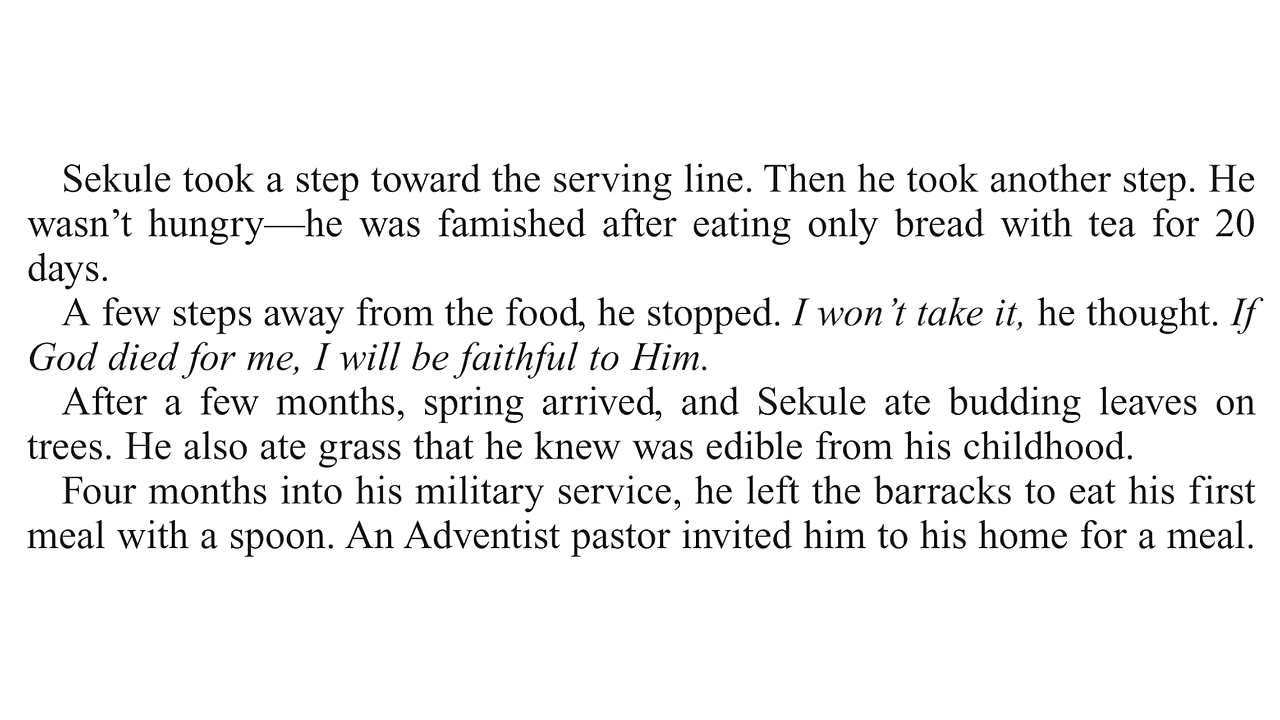 Sekule took a step toward the serving line. Then he took another step. He
wasn’t hungry—he was famished after eating only bread with tea for 20
days.
A few steps away from the food, he stopped. I won’t take it, he thought. If
God died for me, I will be faithful to Him.
After a few months, spring arrived, and Sekule ate budding leaves on
trees. He also ate grass that he knew was edible from his childhood.
Four months into his military service, he left the barracks to eat his first
meal with a spoon. An Adventist pastor invited him to his home for a meal.